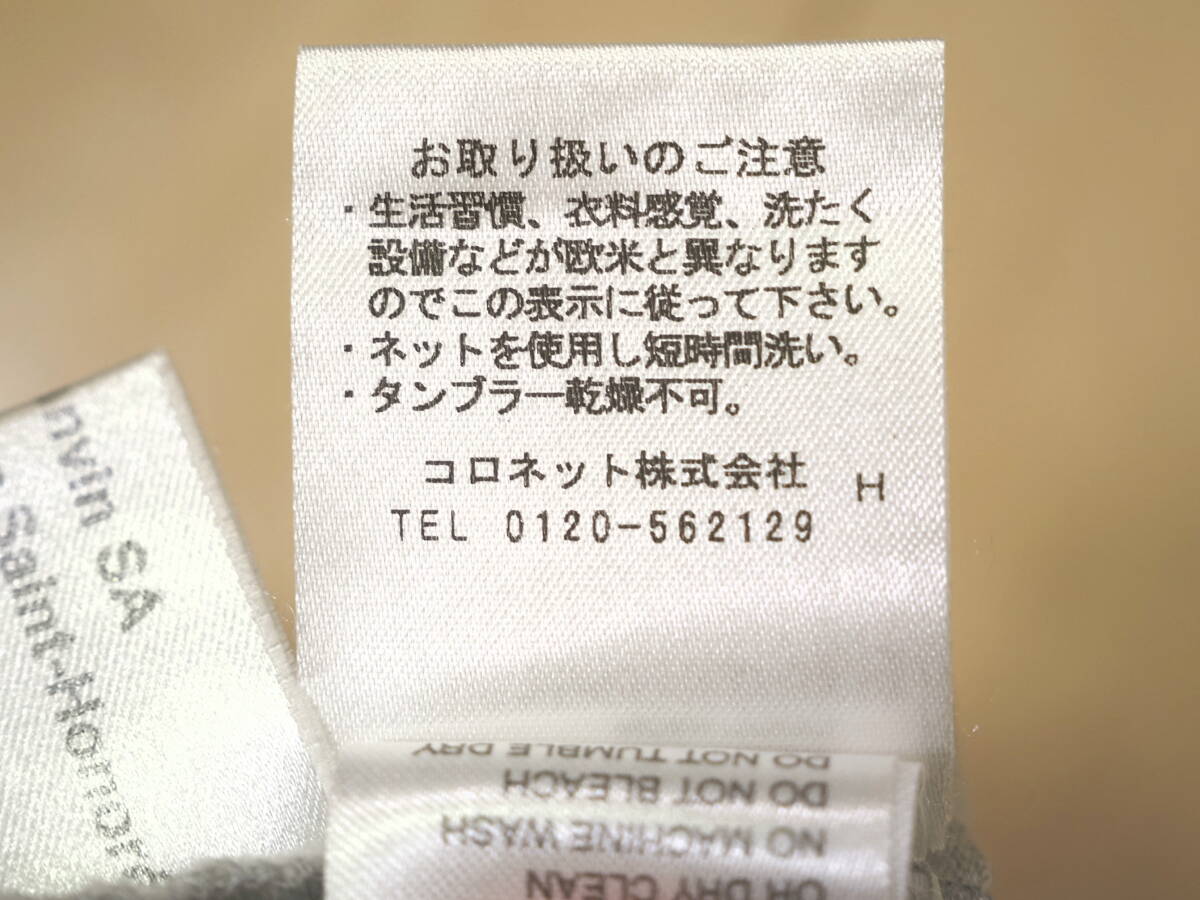 お取り扱いのご注意
・生活習慣、衣料感覚、洗たく
設備などが欧米と異なります
のでこの表示に従って下さい。
・ネットを使用し短時間洗い。
・タンブラー乾燥不可。
コロネット株式会社 H
TEL 0120-562129
SA
Saint-Honoré
DO NOT TUMBLE DRY
DO NOT BLEACH
NO MACHINE WASH
OR DRY CLEAN